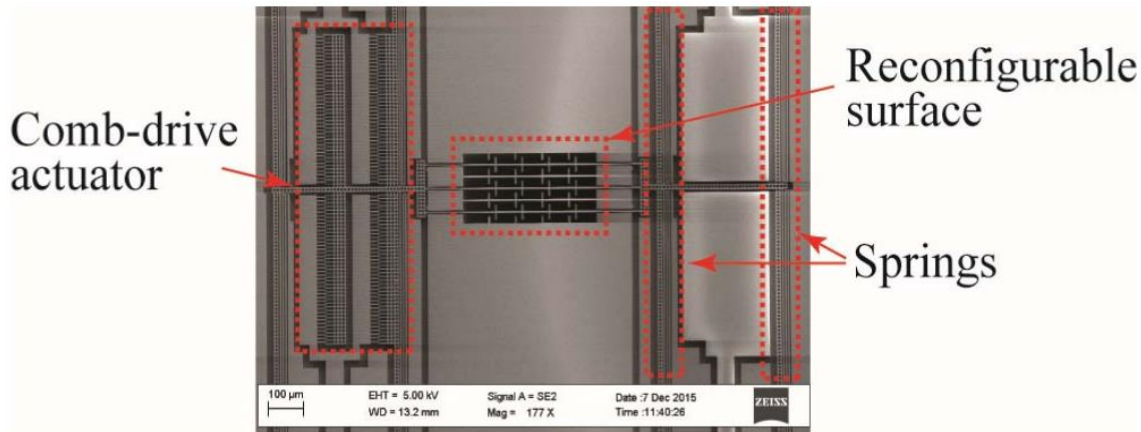 Reconfigurable
surface
Comb-drive
actuator
Springs
100 µm
EHT = 5.00 kV
Signal A = SE2
Date :7 Dec 2015
WD = 13.2 mm
Mag = 177 X
Time :11:40:26
ZEISS